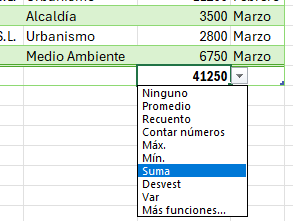 Alcaldía 3500 Marzo
S.L. Urbanismo 2800 Marzo
Medio Ambiente 6750 Marzo
41250
Ninguno
Promedio
Recuento
Contar números
Máx.
Mín.
Suma
Desvest
Var
Más funciones...